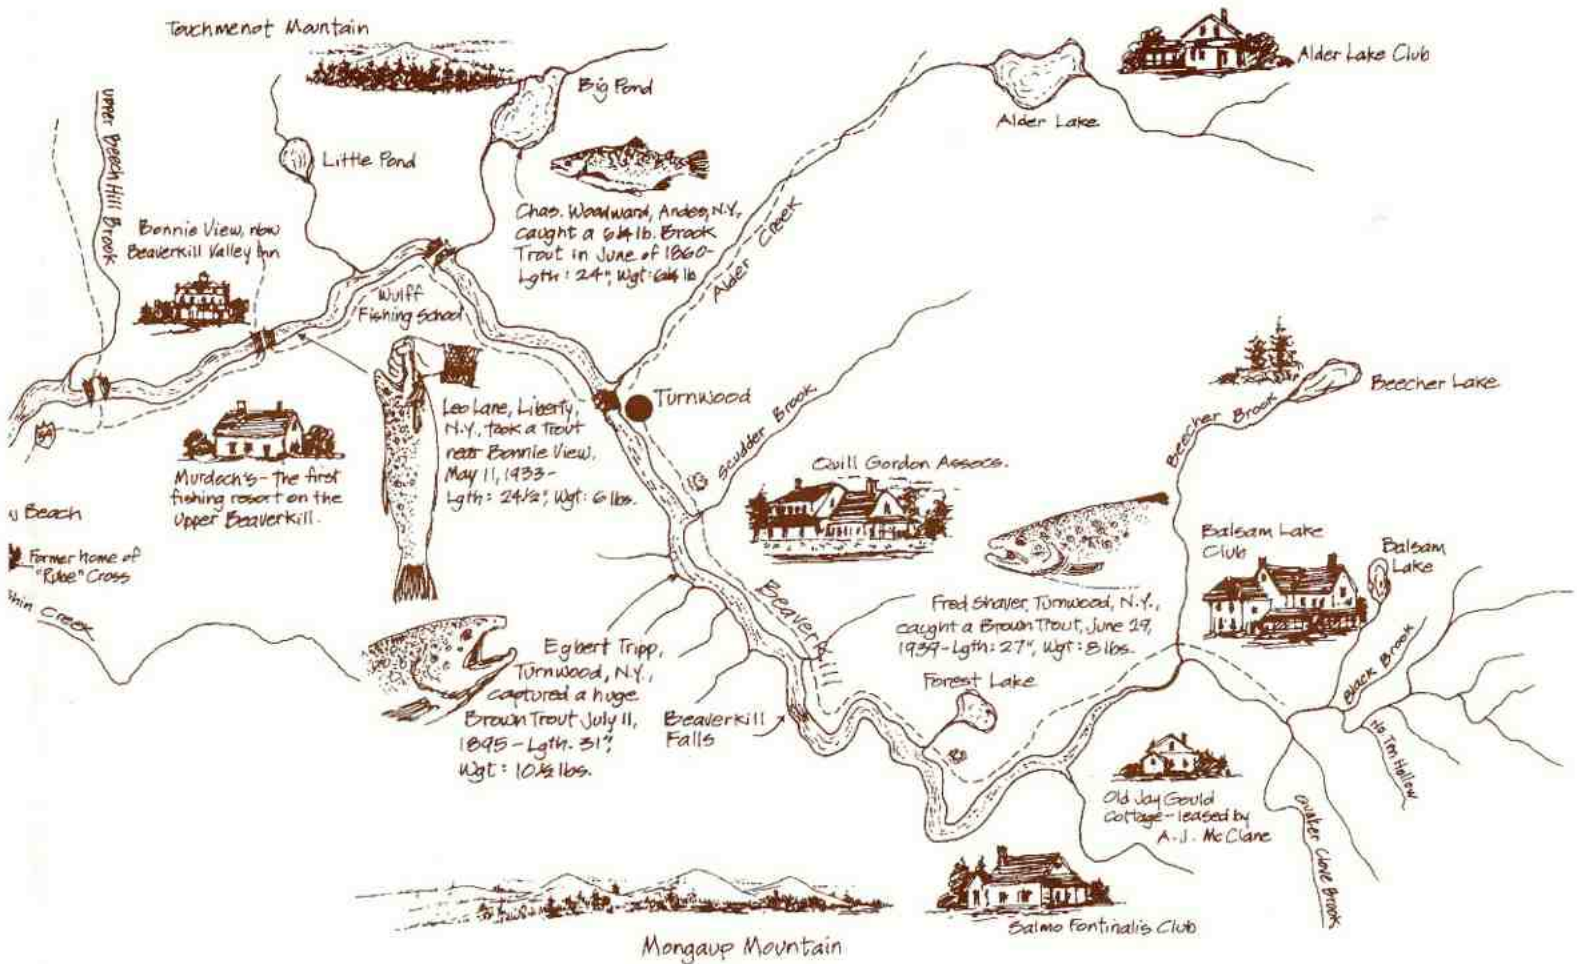 Touchmenot Mountain
Big Pond
Little Pond
Alder Lake Club
Alder Lake
Upper Beech Hill Brook
Bonnie View, now
Beaverkill Valley Inn
Chas. Woodward, Andes, N.Y.,
caught a 6¼ lb. Brook
Trout in June of 1860-
Lgth: 24", Wgt: 6¼ lb
Alder Creek
Wulff
Fishing School
Turnwood
Scudder Brook
Beecher Brook
Beecher Lake
54
Murdoch's - the first
fishing resort on the
Upper Beaverkill.
Leo Lane, Liberty,
N.Y., took a Trout
near Bonnie View,
May 11, 1933-
Lgth: 24½", Wgt: 6 lbs.
Quill Gordon Assocs.
Beach
Former home of
"Rube" Cross
Creek
Balsam Lake
Club
Balsam
Lake
Fred Shaver, Turnwood, N.Y.,
caught a Brown Trout, June 29,
1939-Lgth: 27", Wgt: 8 lbs.
Beaverkill
Egbert Tripp,
Turnwood, N.Y.,
captured a huge
Brown Trout July 11,
1895 - Lgth. 31",
Wgt: 10½ lbs.
Beaverkill
Falls
Forest Lake
Black Brook
No Ten Hollow
Quaker Clove Brook
Old Jay Gould
Cottage - leased by
A.J. McClane
Salmo Fontinalis Club
Mongaup Mountain